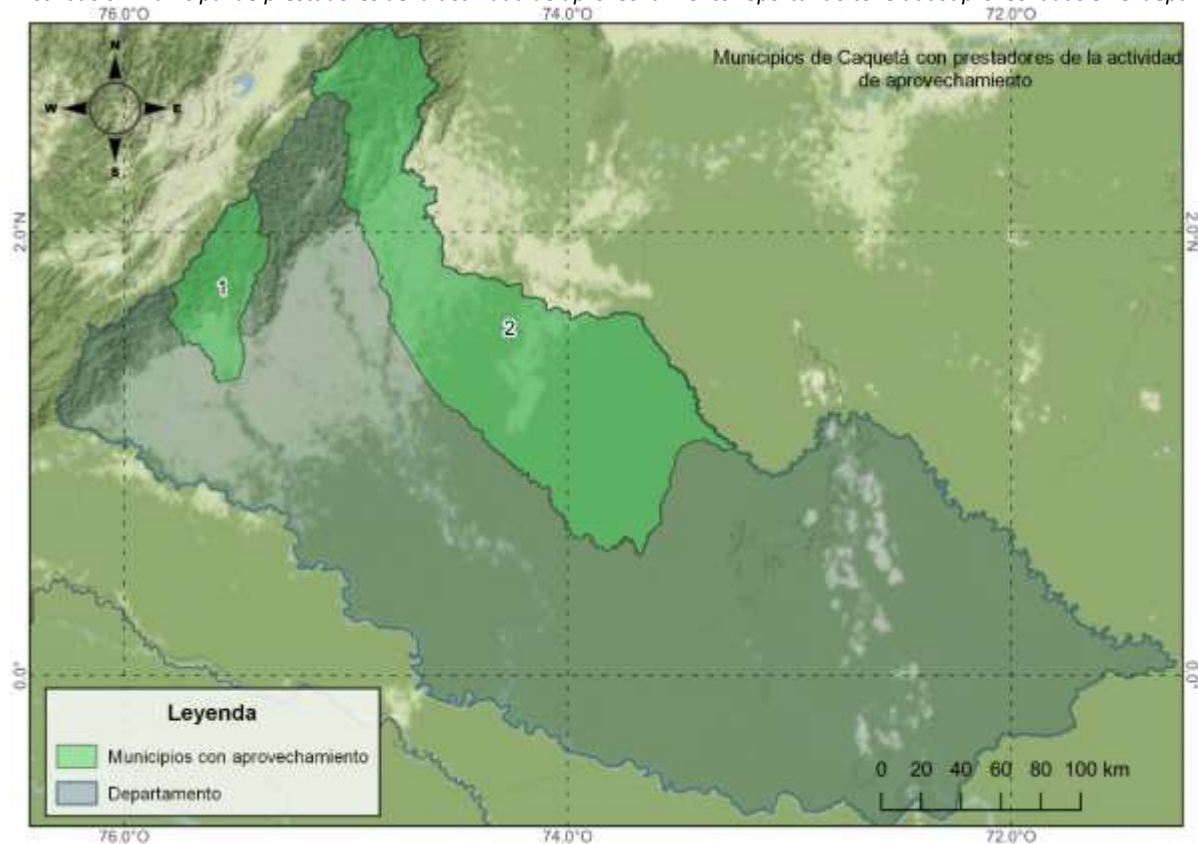 76.0°O
74.0°O
72.0°O
Municipios de Caquetá con prestadores de la actividad
de aprovechamiento
N
W
E
S
2.0°N
2.0°N
1
2
0.0°
0.0°
Leyenda
Municipios con aprovechamiento
Departamento
0 20 40 60 80 100 km
76.0°O
74.0°O
72.0°O